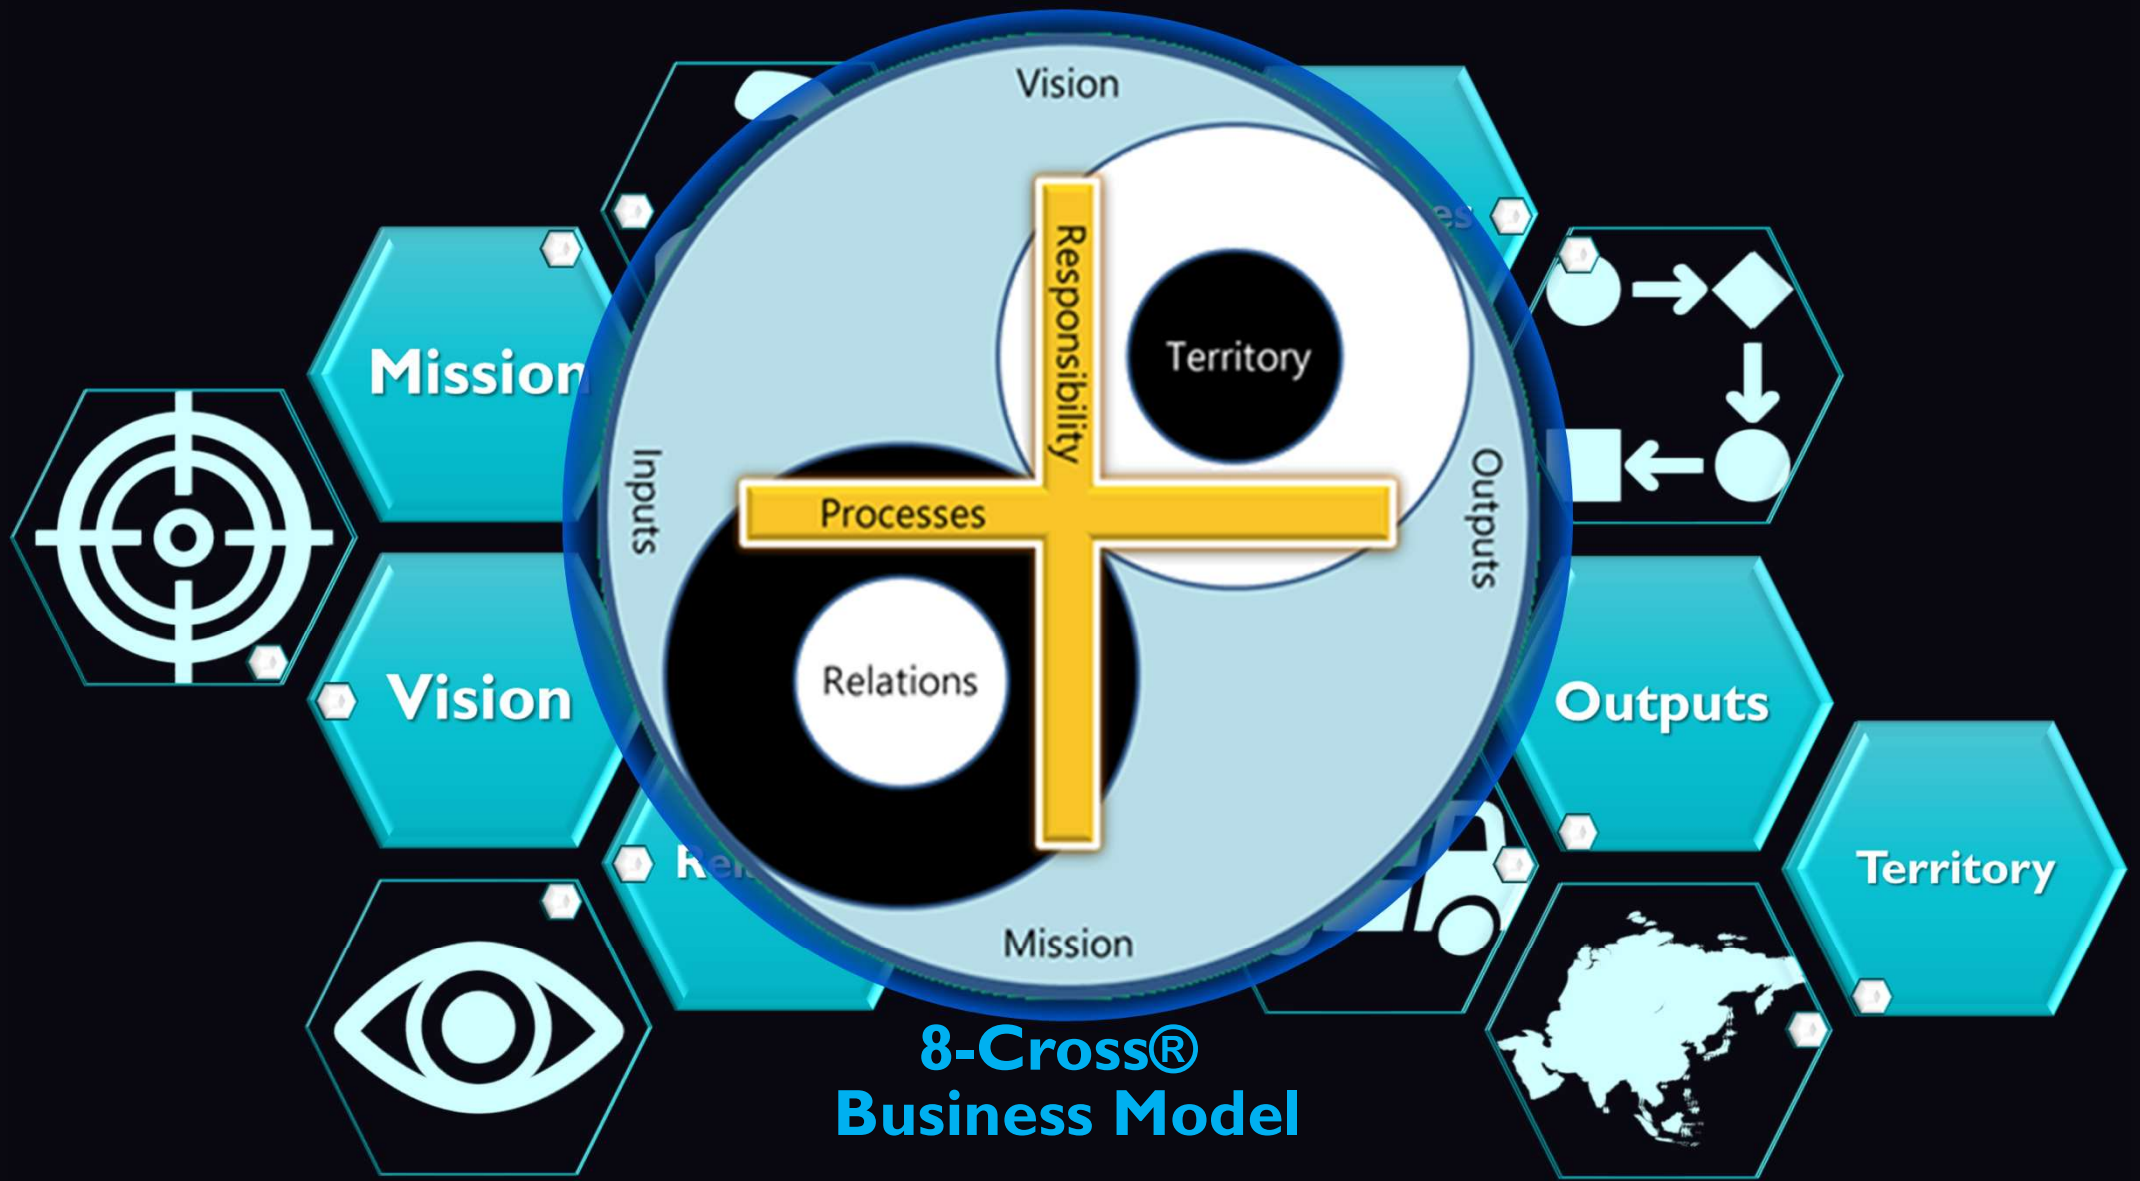 Vision
Responsibility
Territory
Mission
Inputs
Outputs
Processes
Relations
Vision
Outputs
Territory
Mission
8-Cross®
Business Model